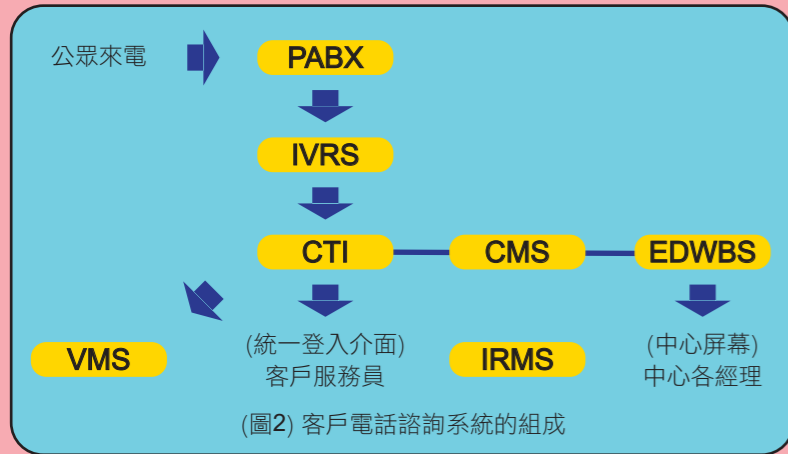 公眾來電
PABX
IVRS
CTI
CMS
EDWBS
VMS
(統一登入介面)
客戶服務員
IRMS
(中心屏幕)
中心各經理
(圖2) 客戶電話諮詢系統的組成